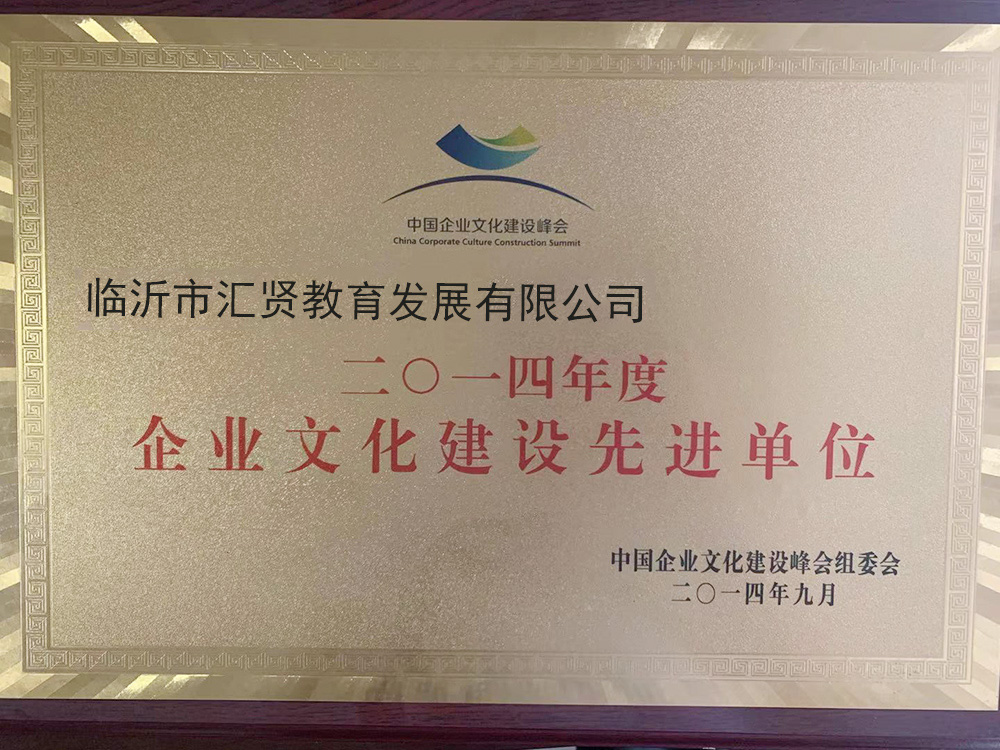 中国企业文化建设峰会
China Corporate Culture Construction Summit
临沂市汇贤教育发展有限公司
二〇一四年度
企业文化建设先进单位
中国企业文化建设峰会组委会
二〇一四年九月